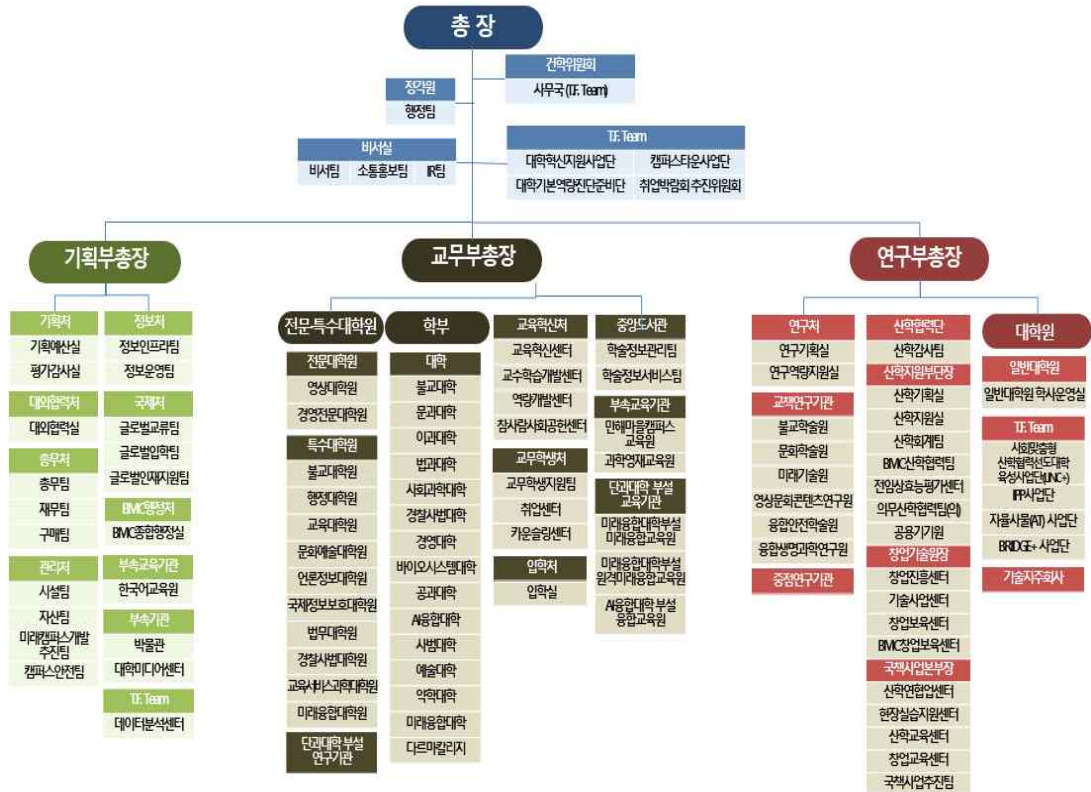 총 장
건학위원회
사무국 (T.F. Team)
정각원
행정팀
비서실
비서팀 소통홍보팀 IR팀
T.F. Team
대학혁신지원사업단 캠퍼스타운사업단
대학기본역량진단준비단 취업박람회 추진위원회
기획부총장
기획처
기획예산실
평가감사실
대외협력처
대외협력실
총무처
총무팀
재무팀
구매팀
관리처
시설팀
자산팀
미래캠퍼스개발
추진팀
캠퍼스안전팀
정보처
정보인프라팀
정보운영팀
국제처
글로벌교류팀
글로벌입학팀
글로벌인재지원팀
BMC행정처
BMC종합행정실
부속교육기관
한국어교육원
부속기관
박물관
대학미디어센터
T.F. Team
데이터분석센터
교무부총장
전문·특수대학원
전문대학원
영상대학원
경영전문대학원
특수대학원
불교대학원
행정대학원
교육대학원
문화예술대학원
언론정보대학원
국제정보보호대학원
법무대학원
경찰사법대학원
교육서비스과학대학원
미래융합대학원
단과대학 부설
연구기관
학부
대학
불교대학
문과대학
이과대학
법과대학
사회과학대학
경찰사법대학
경영대학
바이오시스템대학
공과대학
AI융합대학
사범대학
예술대학
약학대학
미래융합대학
다르마칼리지
교육혁신처
교육혁신센터
교수학습개발센터
역량개발센터
참사람사회공헌센터
교무학생처
교무학생지원팀
취업센터
카운슬링센터
입학처
입학실
중앙도서관
학술정보관리팀
학술정보서비스팀
부속교육기관
만해마을캠퍼스
교육원
과학영재교육원
단과대학 부설
교육기관
미래융합대학부설
미래융합교육원
미래융합대학부설
원격미래융합교육원
AI융합대학 부설
융합교육원
연구부총장
연구처
연구기획실
연구역량지원실
교책연구기관
불교학술원
문화학술원
미래기술원
영상문화콘텐츠연구원
융합안전학술원
융합생명과학연구원
중점연구기관
산학협력단
산학감사팀
산학지원부단장
산학기획실
산학지원실
산학회계팀
BMC산학협력팀
전임상효능평가센터
의무산학협력팀(의)
공용기기원
창업기술원장
창업진흥센터
기술사업센터
창업보육센터
BMC창업보육센터
국책사업본부장
산학연협업센터
현장실습지원센터
산학교육센터
창업교육센터
국책사업추진팀
대학원
일반대학원
일반대학원 학사운영실
T.F. Team
사회맞춤형
산학협력선도대학
육성사업단(LINC+)
IPP사업단
자율사물(AT) 사업단
BRIDGE+ 사업단
기술지주회사